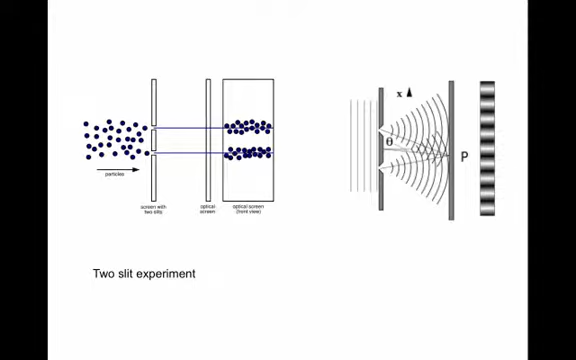 particles
screen with
two slits
optical
screen
optical screen
(front view)
x
θ
P
Two slit experiment